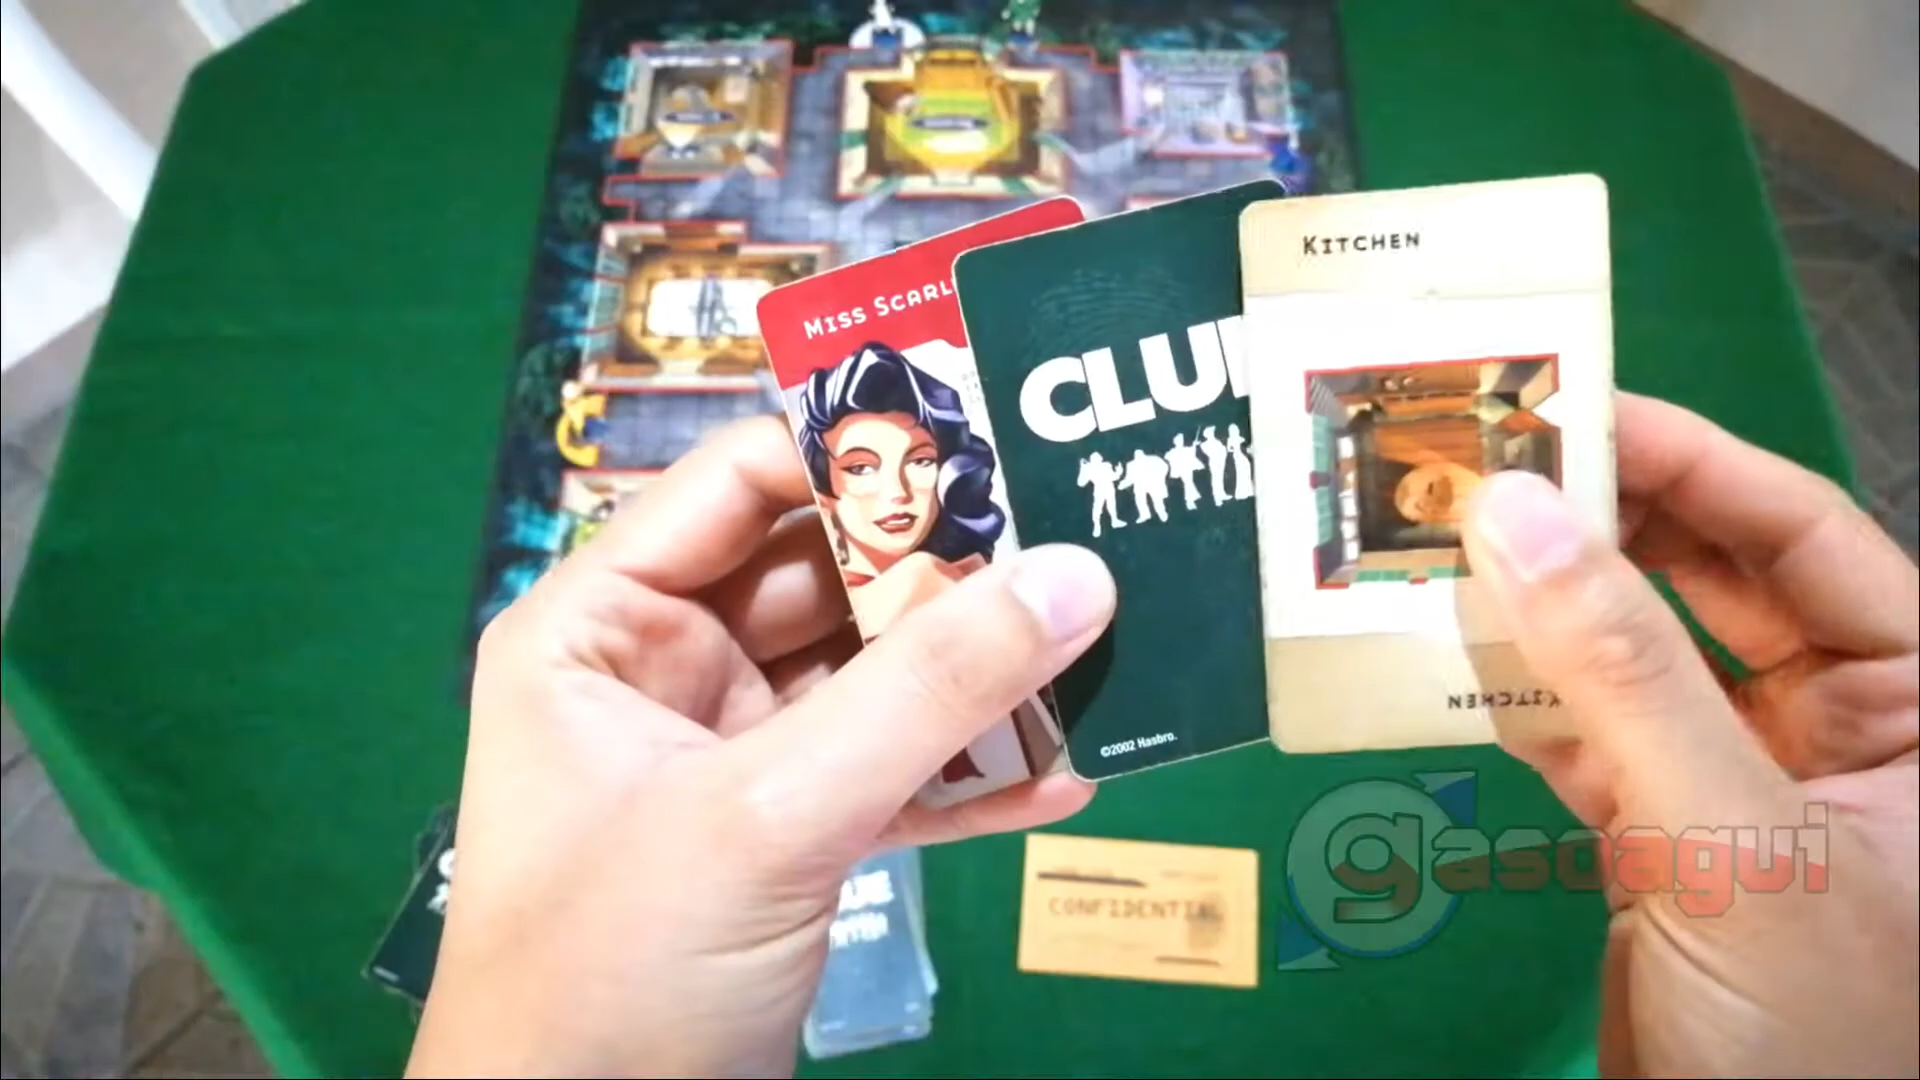 MISS SCARL
CLUE
©2002 Hasbro.
KITCHEN
KITCHEN
CONFIDENTIAL
gasoagui